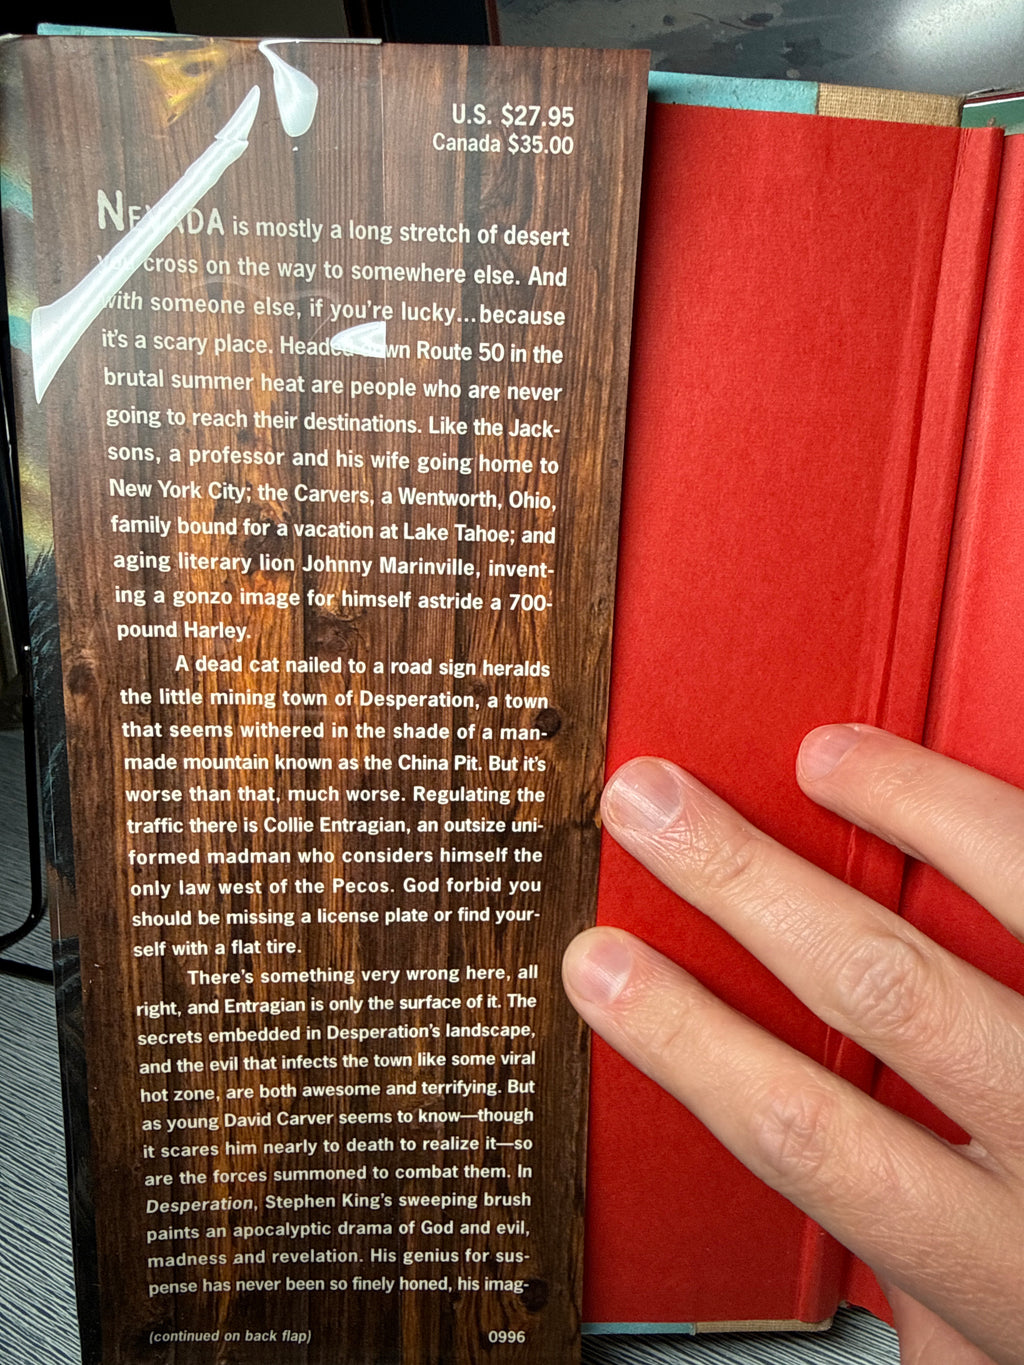 U.S. $27.95
Canada $35.00
NEVADA is mostly a long stretch of desert
you cross on the way to somewhere else. And
with someone else, if you're lucky...because
it's a scary place. Headed down Route 50 in the
brutal summer heat are people who are never
going to reach their destinations. Like the Jack-
sons, a professor and his wife going home to
New York City; the Carvers, a Wentworth, Ohio,
family bound for a vacation at Lake Tahoe; and
aging literary lion Johnny Marinville, invent-
ing a gonzo image for himself astride a 700-
pound Harley.
A dead cat nailed to a road sign heralds
the little mining town of Desperation, a town
that seems withered in the shade of a man-
made mountain known as the China Pit. But it's
worse than that, much worse. Regulating the
traffic there is Collie Entragian, an outsize uni-
formed madman who considers himself the
only law west of the Pecos. God forbid you
should be missing a license plate or find your-
self with a flat tire.
There's something very wrong here, all
right, and Entragian is only the surface of it. The
secrets embedded in Desperation's landscape,
and the evil that infects the town like some viral
hot zone, are both awesome and terrifying. But
as young David Carver seems to know—though
it scares him nearly to death to realize it—so
are the forces summoned to combat them. In
Desperation, Stephen King's sweeping brush
paints an apocalyptic drama of God and evil,
madness and revelation. His genius for sus-
pense has never been so finely honed, his imag-
(continued on back flap)
0996